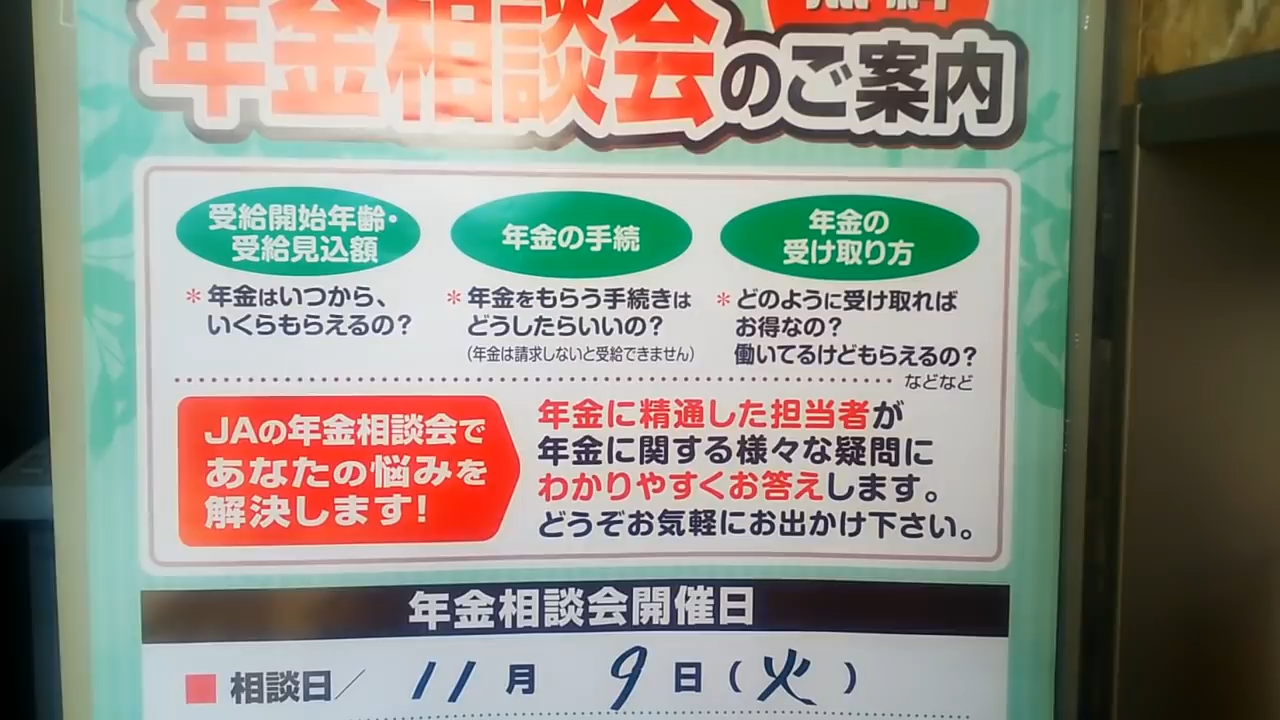 無料
年金相談会のご案内
受給開始年齢・
受給見込額
*年金はいつから、
いくらもらえるの?
年金の手続
*年金をもらう手続きは
どうしたらいいの?
(年金は請求しないと受給できません)
年金の
受け取り方
*どのように受け取れば
お得なの?
働いてるけどもらえるの?
などなど
JAの年金相談会で
あなたの悩みを
解決します!
年金に精通した担当者が
年金に関する様々な疑問に
わかりやすくお答えします。
どうぞお気軽にお出かけ下さい。
年金相談会開催日
■相談日/ 11月 9日(火)